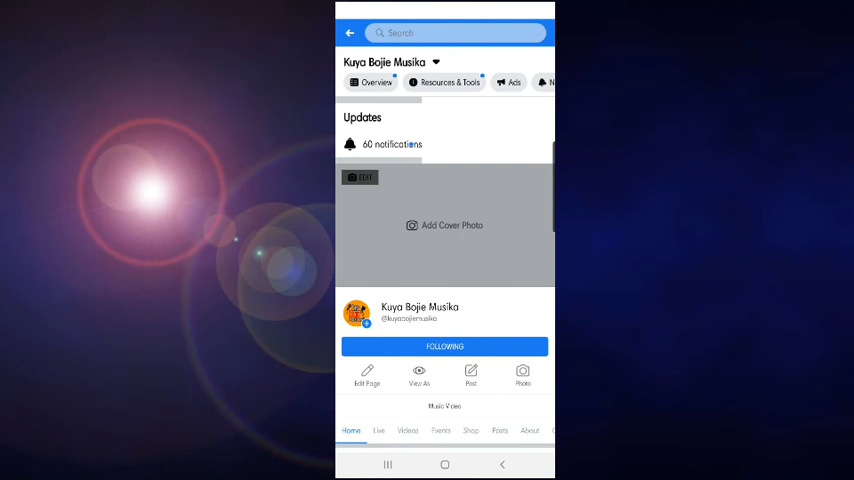 Search
Kuya Bojie Musika
Overview Resources & Tools Ads N
Updates
60 notifications
EDIT
Add Cover Photo
Kuya Bojie Musika
@kuyabojiemusika
FOLLOWING
Edit Page View As Post Photo
Music Video
Home Live Videos Events Shop Posts About